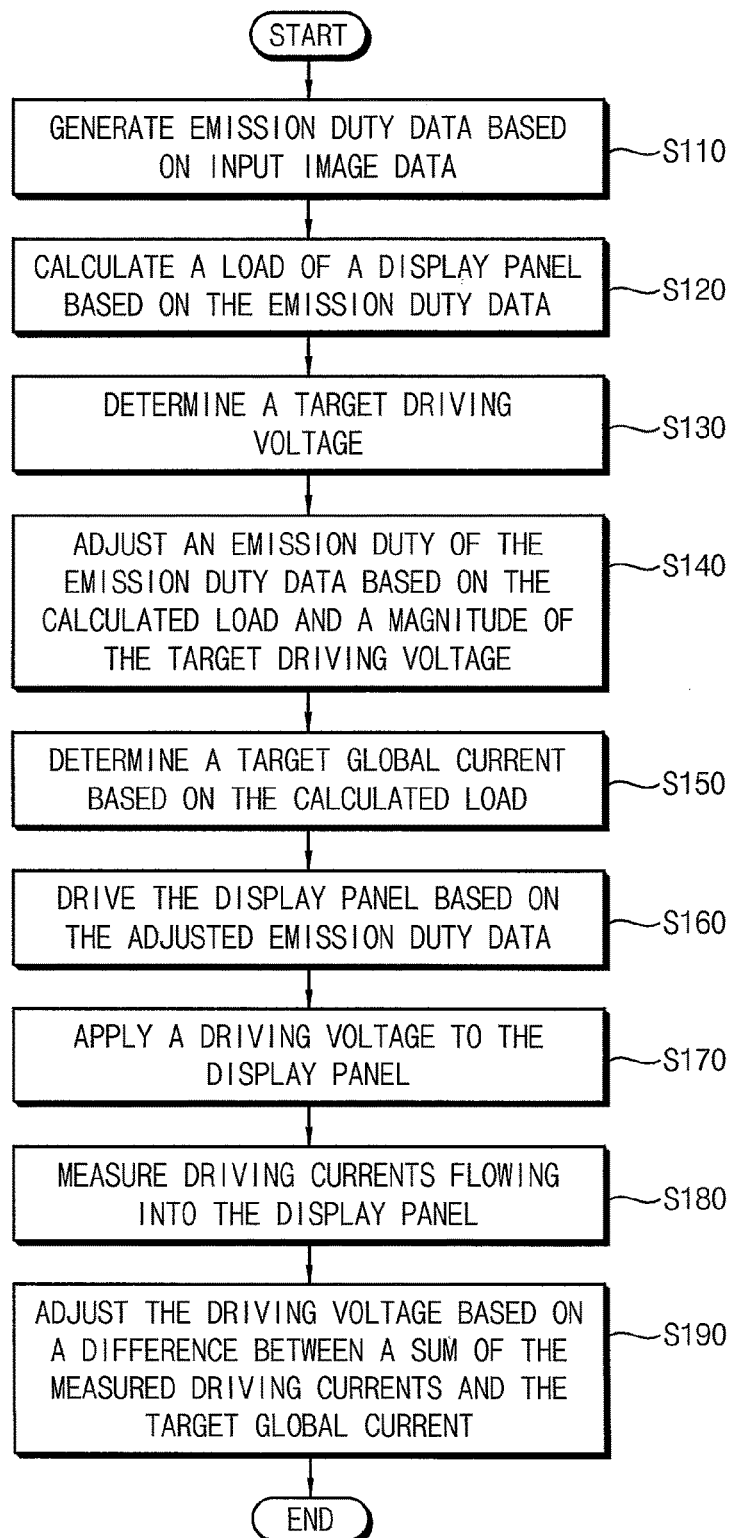 START
GENERATE EMISSION DUTY DATA BASED
ON INPUT IMAGE DATA
S110
CALCULATE A LOAD OF A DISPLAY PANEL
BASED ON THE EMISSION DUTY DATA
S120
DETERMINE A TARGET DRIVING
VOLTAGE
S130
ADJUST AN EMISSION DUTY OF THE
EMISSION DUTY DATA BASED ON THE
CALCULATED LOAD AND A MAGNITUDE OF
THE TARGET DRIVING VOLTAGE
S140
DETERMINE A TARGET GLOBAL CURRENT
BASED ON THE CALCULATED LOAD
S150
DRIVE THE DISPLAY PANEL BASED ON
THE ADJUSTED EMISSION DUTY DATA
S160
APPLY A DRIVING VOLTAGE TO THE
DISPLAY PANEL
S170
MEASURE DRIVING CURRENTS FLOWING
INTO THE DISPLAY PANEL
S180
ADJUST THE DRIVING VOLTAGE BASED ON
A DIFFERENCE BETWEEN A SUM OF THE
MEASURED DRIVING CURRENTS AND THE
TARGET GLOBAL CURRENT
S190
END